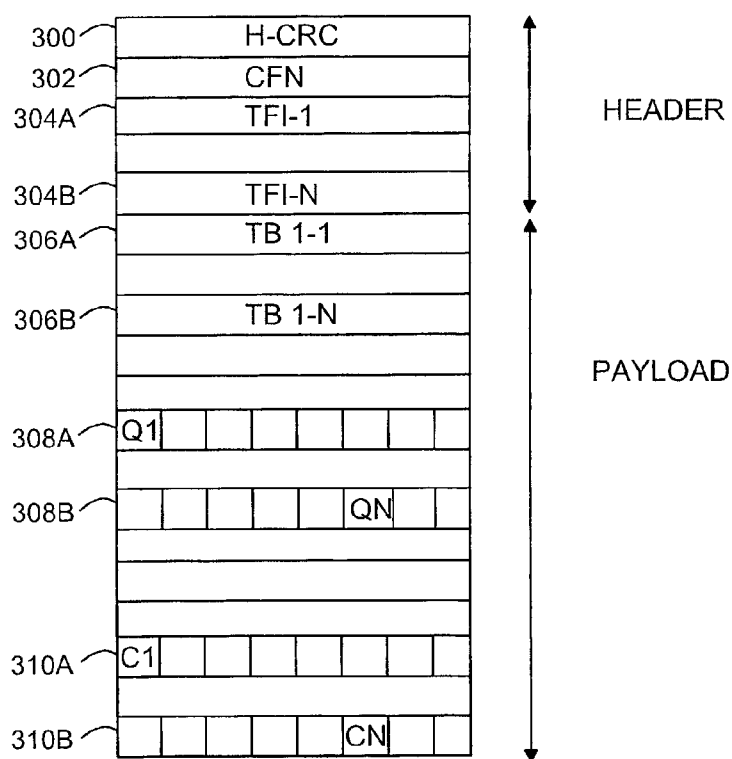 300 H-CRC
302 CFN
304A TFI-1
HEADER
304B TFI-N
306A TB 1-1
306B TB 1-N
PAYLOAD
308A Q1
308B QN
310A C1
310B CN